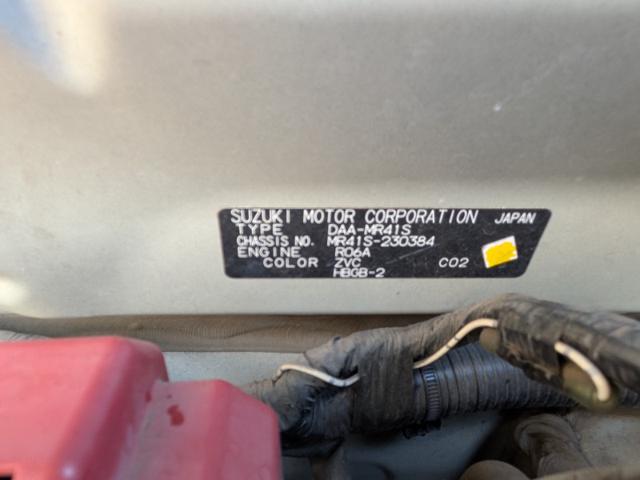 SUZUKI MOTOR CORPORATION JAPAN
TYPE DAA-MR41S
CHASSIS NO. MR41S-230384
ENGINE R06A
COLOR ZVC C02
HBGB-2